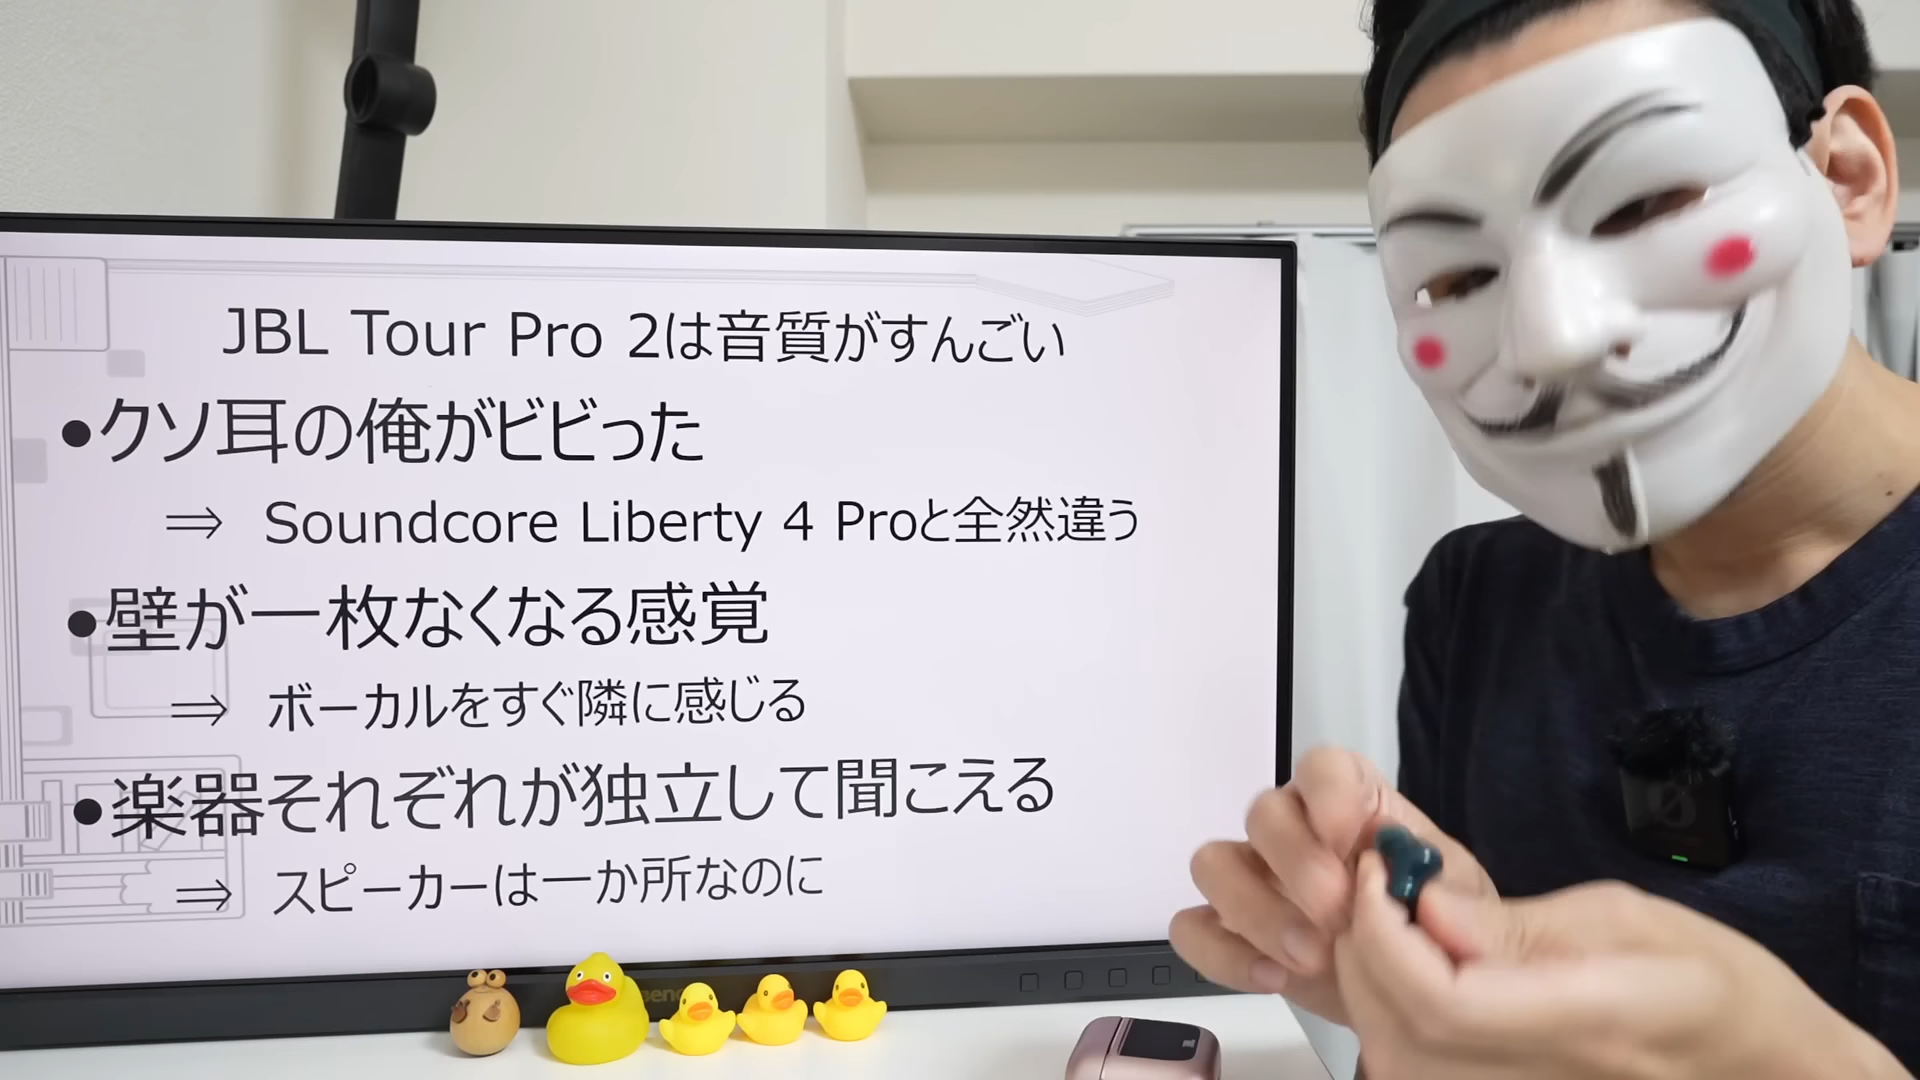 JBL Tour Pro 2は音質がすんごい
•クソ耳の俺がビビった
⇒ Soundcore Liberty 4 Proと全然違う
•壁が一枚なくなる感覚
⇒ ボーカルをすぐ隣に感じる
•楽器それぞれが独立して聞こえる
⇒ スピーカーは一か所なのに